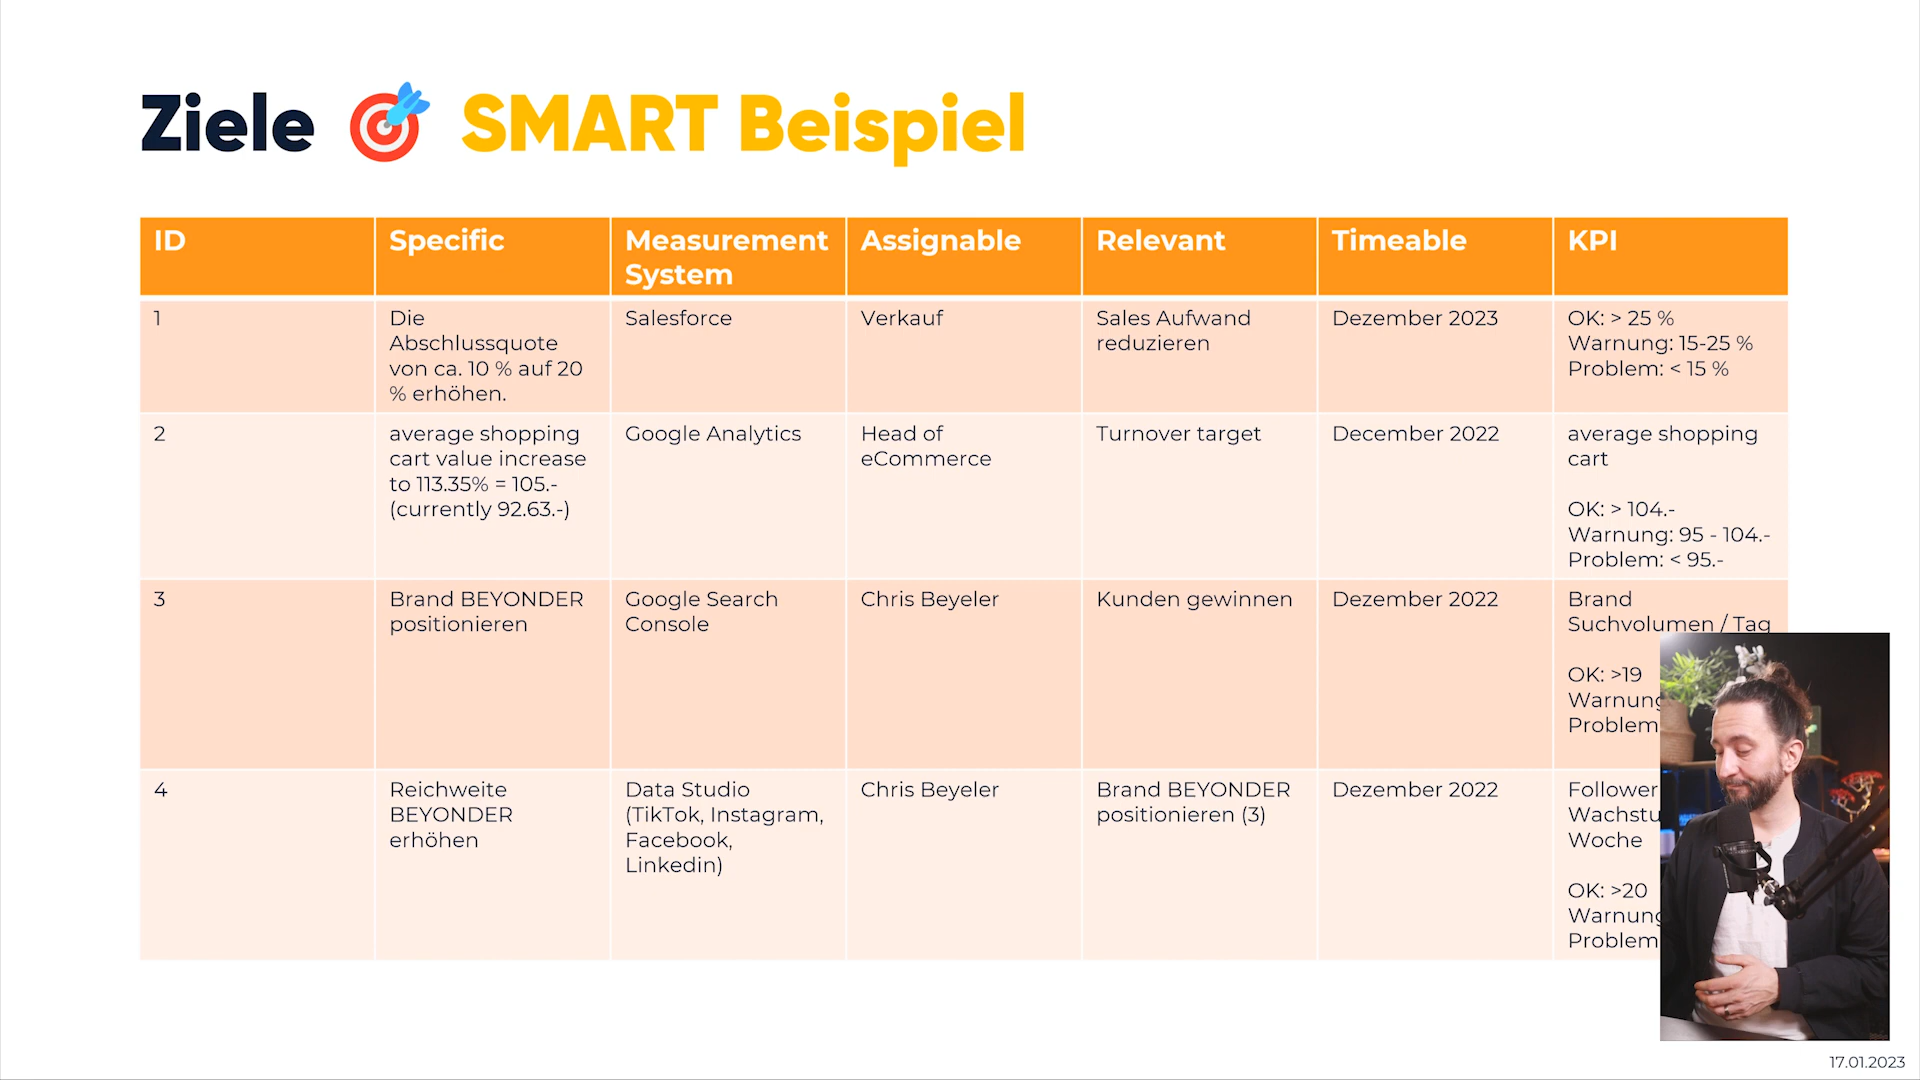 Ziele 🎯 SMART Beispiel
ID
Specific
Measurement
System
Assignable
Relevant
Timeable
KPI
1
Die
Abschlussquote
von ca. 10 % auf 20
% erhöhen.
Salesforce
Verkauf
Sales Aufwand
reduzieren
Dezember 2023
OK: > 25 %
Warnung: 15-25 %
Problem: < 15 %
2
average shopping
cart value increase
to 113.35% = 105.-
(currently 92.63.-)
Google Analytics
Head of
eCommerce
Turnover target
December 2022
average shopping
cart
OK: > 104.-
Warnung: 95 - 104.-
Problem: < 95.-
3
Brand BEYONDER
positionieren
Google Search
Console
Chris Beyeler
Kunden gewinnen
Dezember 2022
Brand
Suchvolumen / Tag
OK: >19
Warnung
Problem
4
Reichweite
BEYONDER
erhöhen
Data Studio
(TikTok, Instagram,
Facebook,
Linkedin)
Chris Beyeler
Brand BEYONDER
positionieren (3)
Dezember 2022
Follower
Woche
OK: >20
Warnung
Problem
17.01.2023